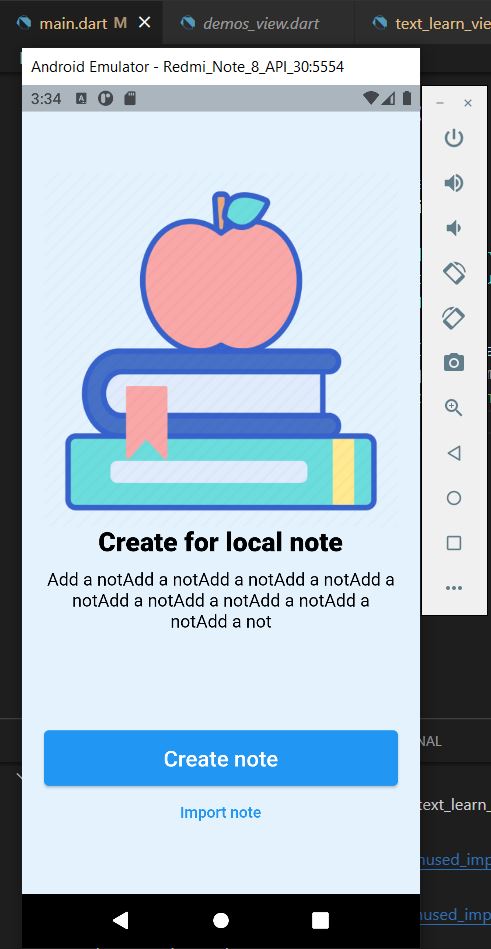 main.dart M
demos_view.dart
text_learn_vie
Android Emulator - Redmi_Note_8_API_30:5554
3:34
Create for local note
Add a notAdd a notAdd a notAdd a notAdd a
notAdd a notAdd a notAdd a notAdd a
notAdd a not
NAL
Create note
text_learn_
Import note
nused_imp
nused_imp